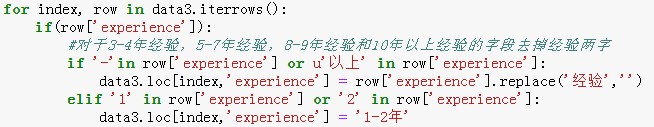 for index, row in data3.iterrows():
    if(row['experience']):
        #对于3-4年经验，5-7年经验，8-9年经验和10年以上经验的字段去掉经验两字
        if '-'in row['experience'] or u'以上' in row['experience']:
            data3.loc[index,'experience'] = row['experience'].replace('经验','')
        elif '1' in row['experience'] or '2' in row['experience']:
            data3.loc[index,'experience'] = '1-2年'